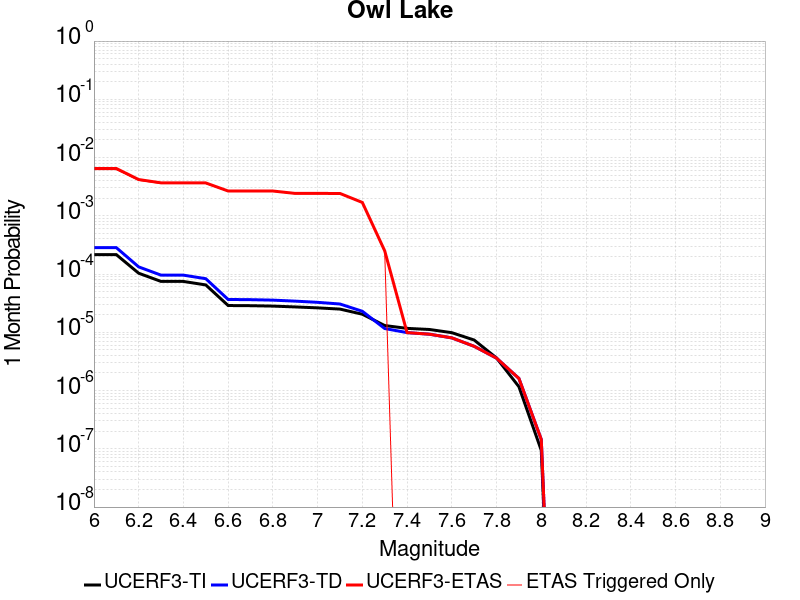 Owl Lake
10^0
10^-1
10^-2
10^-3
10^-4
10^-5
10^-6
10^-7
10^-8
1 Month Probability
6 6.2 6.4 6.6 6.8 7 7.2 7.4 7.6 7.8 8 8.2 8.4 8.6 8.8 9
Magnitude
UCERF3-TI UCERF3-TD UCERF3-ETAS ETAS Triggered Only